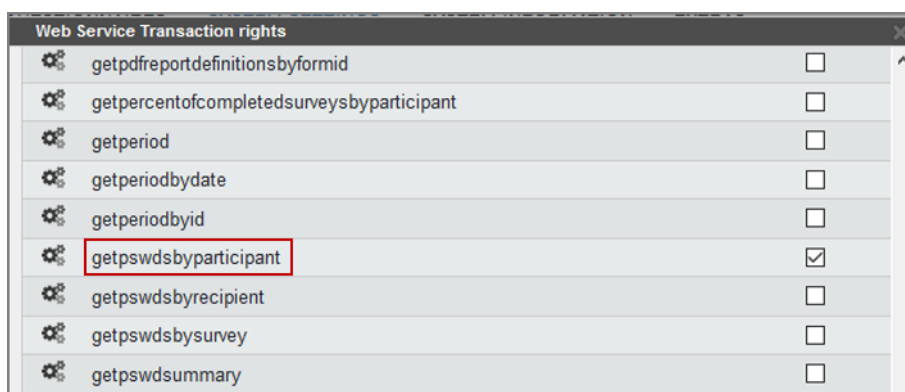 Web Service Transaction rights
getpdfreportdefinitionsbyformid
getpercentofcompletedsurveysbyparticipant
getperiod
getperiodbydate
getperiodbyid
getpswdsbyparticipant
getpswdsbyrecipient
getpswdsbysurvey
getpswdsummary